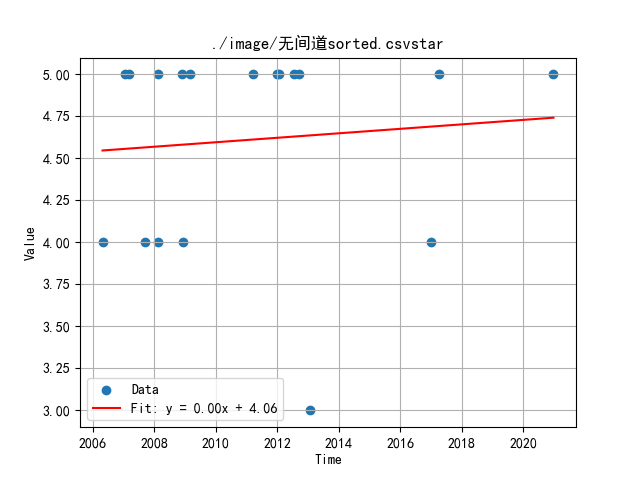 ./image/无间道sorted.csvstar
5.00
4.75
4.50
4.25
4.00
3.75
3.50
3.25
3.00
Value
Data
Fit: y = 0.00x + 4.06
2006 2008 2010 2012 2014 2016 2018 2020
Time